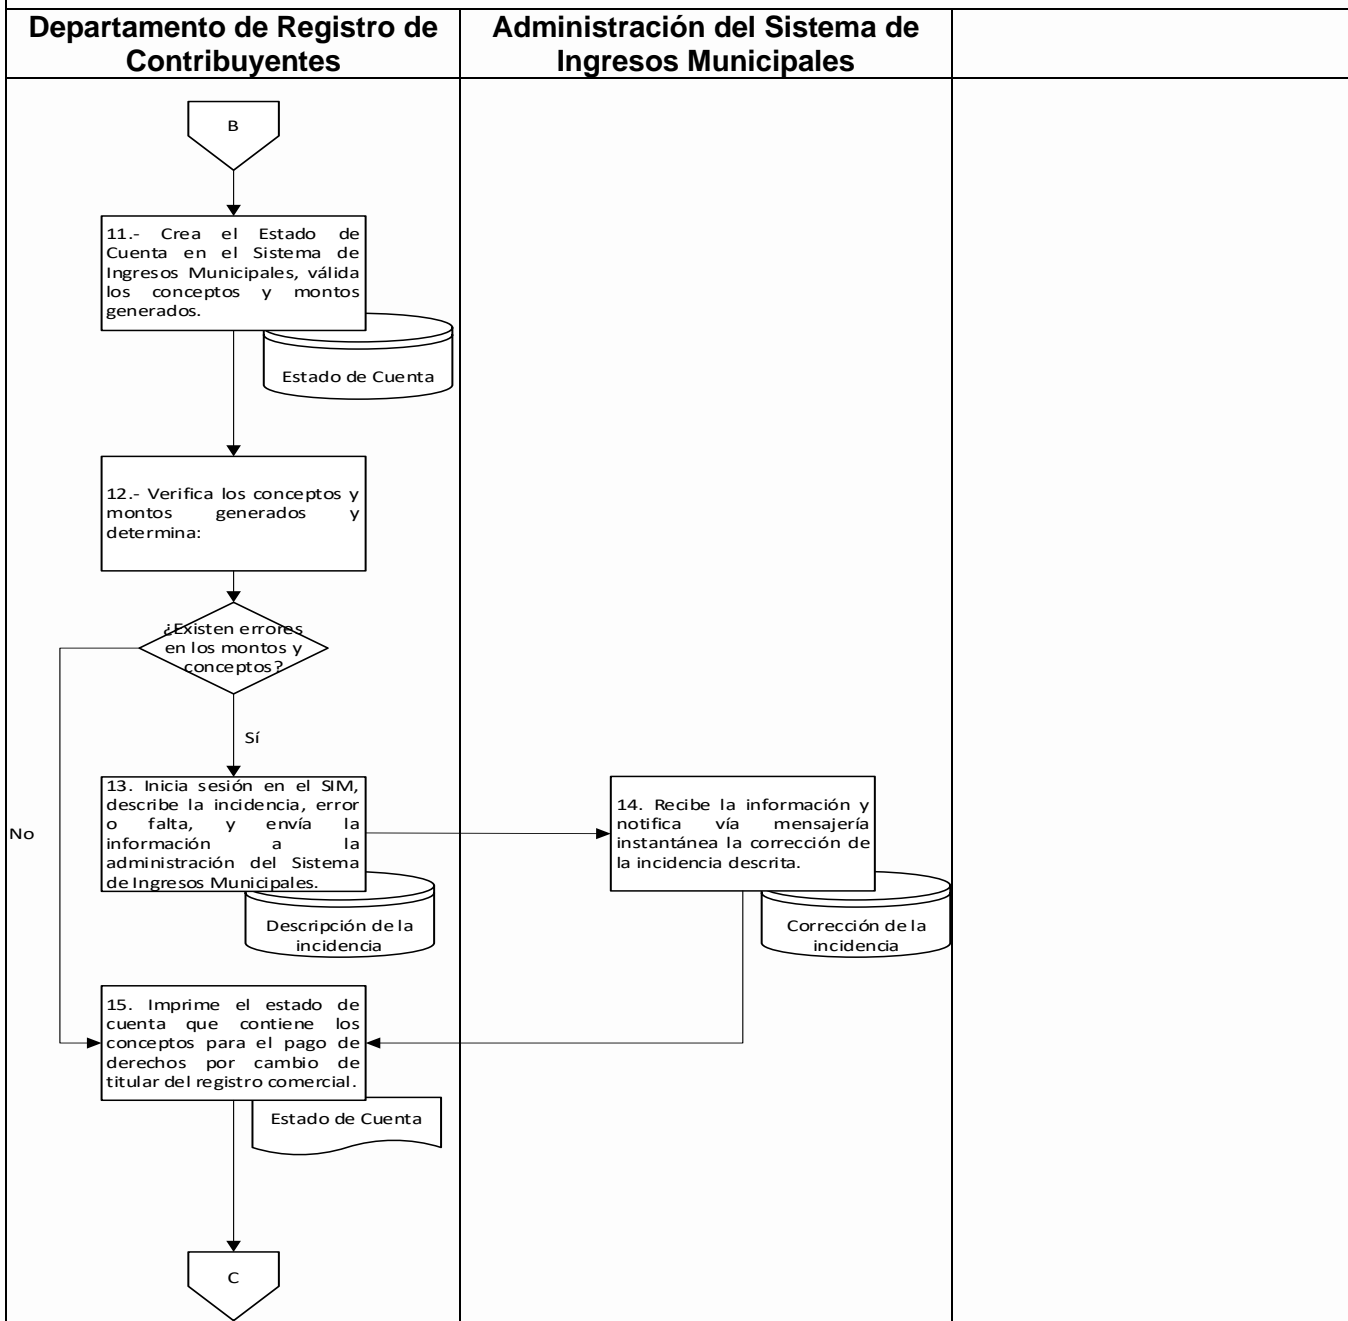 Departamento de Registro de
Contribuyentes
Administración del Sistema de
Ingresos Municipales
B
11.- Crea el Estado de
Cuenta en el Sistema de
Ingresos Municipales, válida
los conceptos y montos
generados.
Estado de Cuenta
12.- Verifica los conceptos y
montos generados y
determina:
¿Existen errores
en los montos y
conceptos?
Sí
No
13. Inicia sesión en el SIM,
describe la incidencia, error
o falta, y envía la
información a la
administración del Sistema
de Ingresos Municipales.
Descripción de la
incidencia
14. Recibe la información y
notifica vía mensajería
instantánea la corrección de
la incidencia descrita.
Corrección de la
incidencia
15. Imprime el estado de
cuenta que contiene los
conceptos para el pago de
derechos por cambio de
titular del registro comercial.
Estado de Cuenta
C